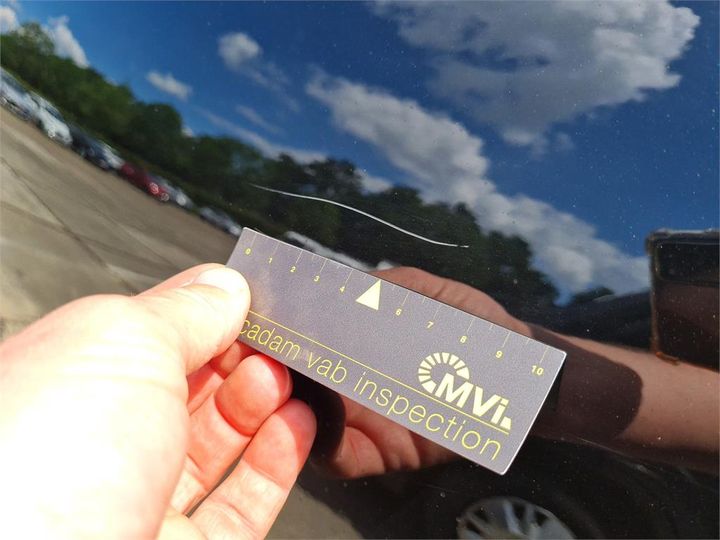 0 1 2 3 4 6 7 8 9 10
MVi.
cadam vab inspection